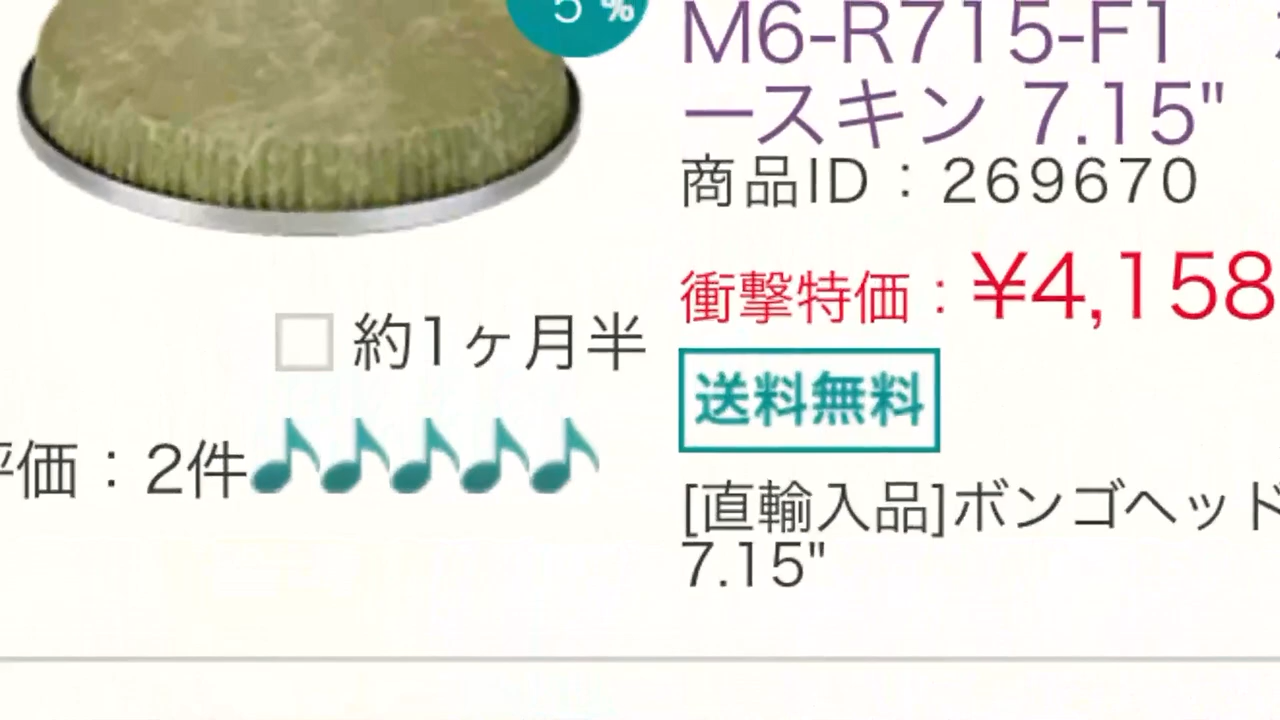 5%
M6-R715-F1
ースキン 7.15"
商品ID：269670
衝撃特価：¥4,158
送料無料
約1ヶ月半
評価：2件
[直輸入品]ボンゴヘッド
7.15"